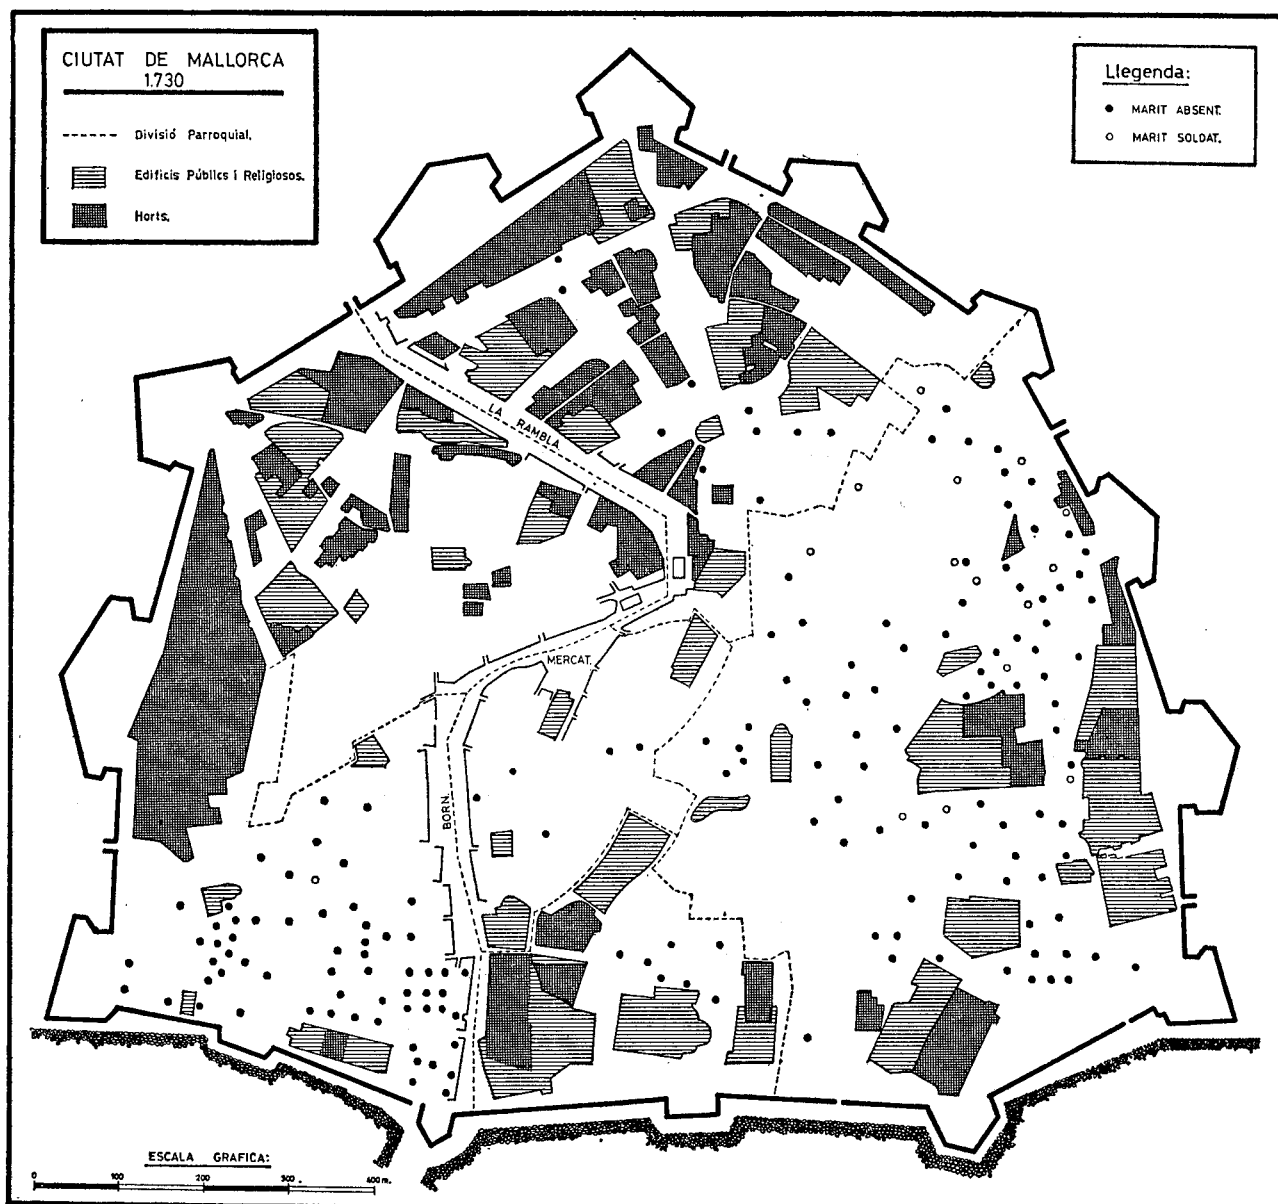 CIUTAT DE MALLORCA
1.730
Divisió Parroquial.
Edificis Públics i Religiosos.
Horts.
Llegenda:
MARIT ABSENT.
MARIT SOLDAT.
LA RAMBLA
MERCAT.
BORN.
ESCALA GRAFICA:
0 100 200 300 400 m.